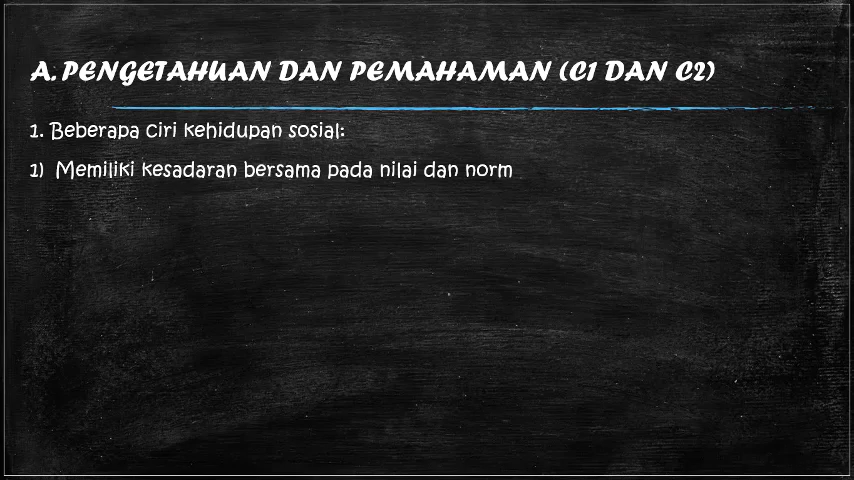 A. PENGETAHUAN DAN PEMAHAMAN (C1 DAN C2)
1. Beberapa ciri kehidupan sosial:
1) Memiliki kesadaran bersama pada nilai dan norm